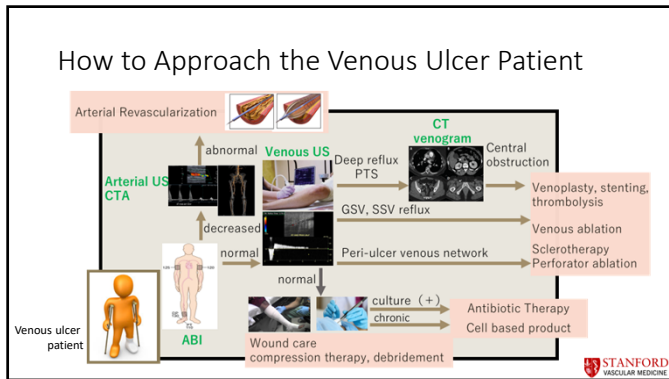 How to Approach the Venous Ulcer Patient
Arterial Revascularization
abnormal
Arterial US
CTA
Venous US
CT
venogram
Deep reflux
PTS
Central
obstruction
Venoplasty, stenting,
thrombolysis
GSV, SSV reflux
Venous ablation
decreased
normal
Peri-ulcer venous network
Sclerotherapy
Perforator ablation
normal
culture (+)
chronic
Antibiotic Therapy
Cell based product
Venous ulcer
patient
ABI
Wound care
compression therapy, debridement
STANFORD
VASCULAR MEDICINE